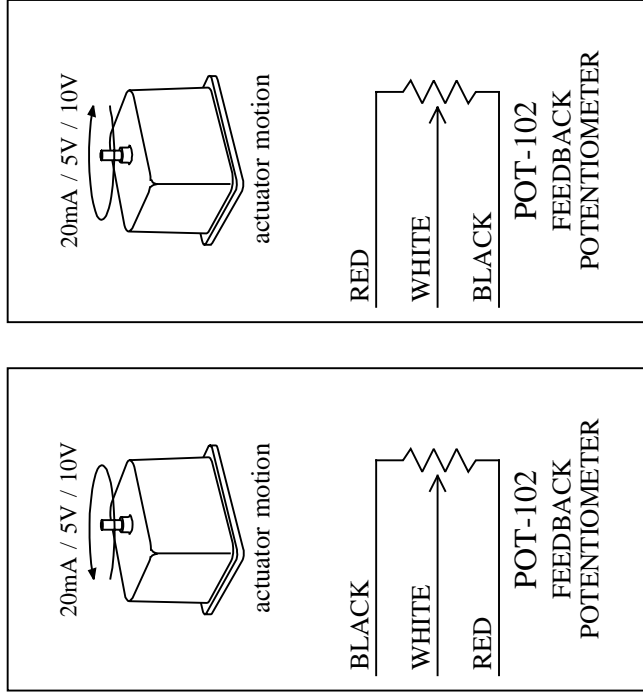 20mA / 5V / 10V
actuator motion
BLACK
WHITE
RED
POT-102
FEEDBACK
POTENTIOMETER
20mA / 5V / 10V
actuator motion
RED
WHITE
BLACK
POT-102
FEEDBACK
POTENTIOMETER